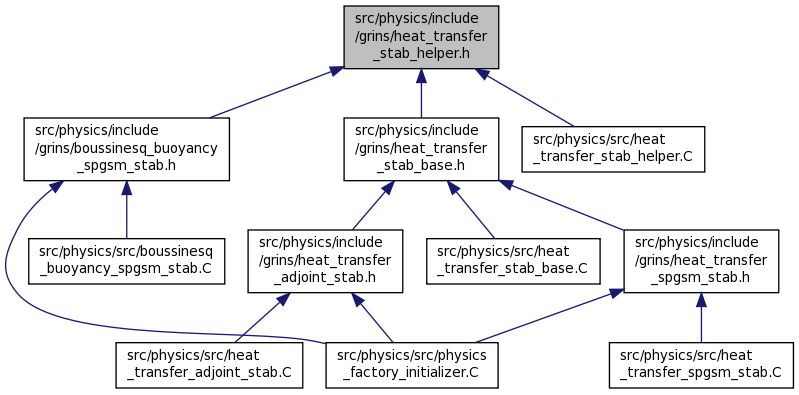 src/physics/include
/grins/heat_transfer
_stab_helper.h
src/physics/include
/grins/boussinesq_buoyancy
_spgsm_stab.h
src/physics/include
/grins/heat_transfer
_stab_base.h
src/physics/src/heat
_transfer_stab_helper.C
src/physics/src/boussinesq
_buoyancy_spgsm_stab.C
src/physics/include
/grins/heat_transfer
_adjoint_stab.h
src/physics/src/heat
_transfer_stab_base.C
src/physics/include
/grins/heat_transfer
_spgsm_stab.h
src/physics/src/heat
_transfer_adjoint_stab.C
src/physics/src/physics
_factory_initializer.C
src/physics/src/heat
_transfer_spgsm_stab.C